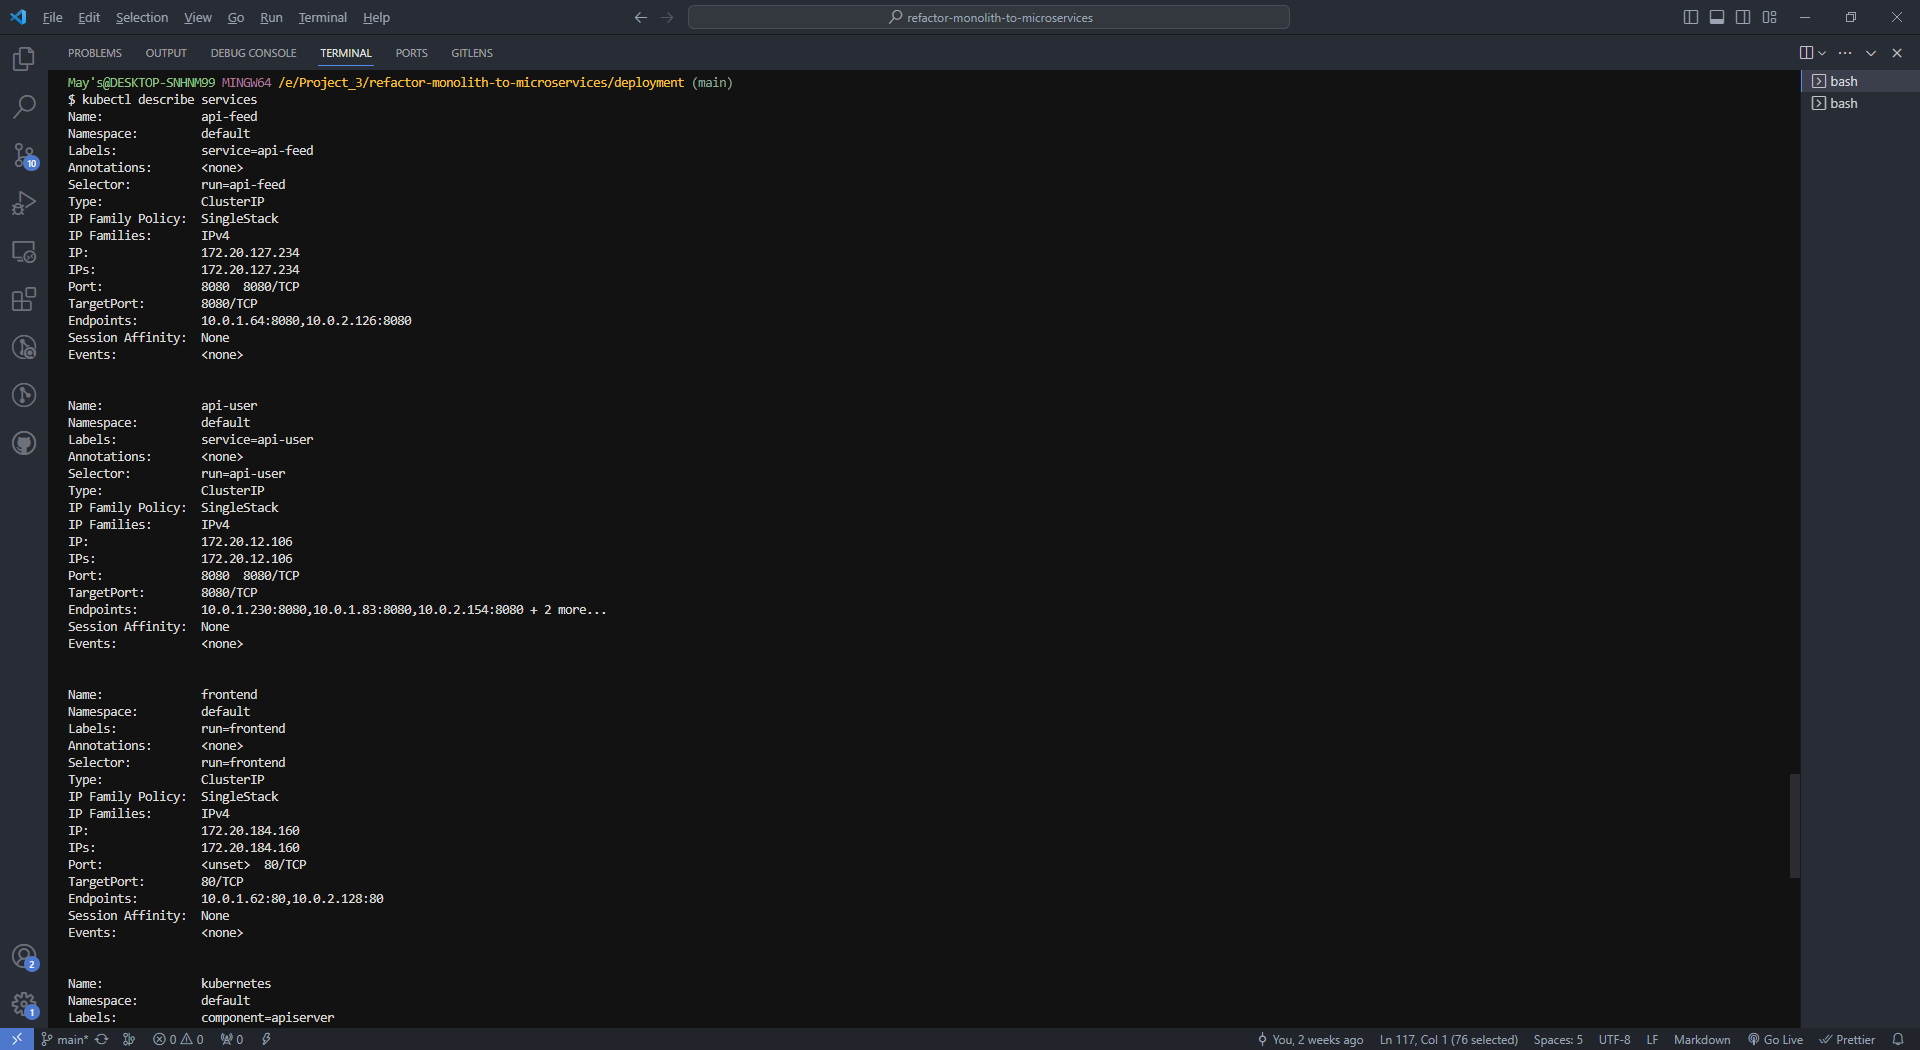 File Edit Selection View Go Run Terminal Help
refactor-monolith-to-microservices
PROBLEMS OUTPUT DEBUG CONSOLE TERMINAL PORTS GITLENS
May's@DESKTOP-SNHNM99 MINGW64 /e/Project_3/refactor-monolith-to-microservices/deployment (main)
$ kubectl describe services
Name: api-feed
Namespace: default
Labels: service=api-feed
Annotations: <none>
Selector: run=api-feed
Type: ClusterIP
IP Family Policy: SingleStack
IP Families: IPv4
IP: 172.20.127.234
IPs: 172.20.127.234
Port: 8080 8080/TCP
TargetPort: 8080/TCP
Endpoints: 10.0.1.64:8080,10.0.2.126:8080
Session Affinity: None
Events: <none>
Name: api-user
Namespace: default
Labels: service=api-user
Annotations: <none>
Selector: run=api-user
Type: ClusterIP
IP Family Policy: SingleStack
IP Families: IPv4
IP: 172.20.12.106
IPs: 172.20.12.106
Port: 8080 8080/TCP
TargetPort: 8080/TCP
Endpoints: 10.0.1.230:8080,10.0.1.83:8080,10.0.2.154:8080 + 2 more...
Session Affinity: None
Events: <none>
Name: frontend
Namespace: default
Labels: run=frontend
Annotations: <none>
Selector: run=frontend
Type: ClusterIP
IP Family Policy: SingleStack
IP Families: IPv4
IP: 172.20.184.160
IPs: 172.20.184.160
Port: <unset> 80/TCP
TargetPort: 80/TCP
Endpoints: 10.0.1.62:80,10.0.2.128:80
Session Affinity: None
Events: <none>
Name: kubernetes
Namespace: default
Labels: component=apiserver
bash
bash
10
2
1
main* 0 0 0 You, 2 weeks ago Ln 117, Col 1 (76 selected) Spaces: 5 UTF-8 LF Markdown Go Live Prettier